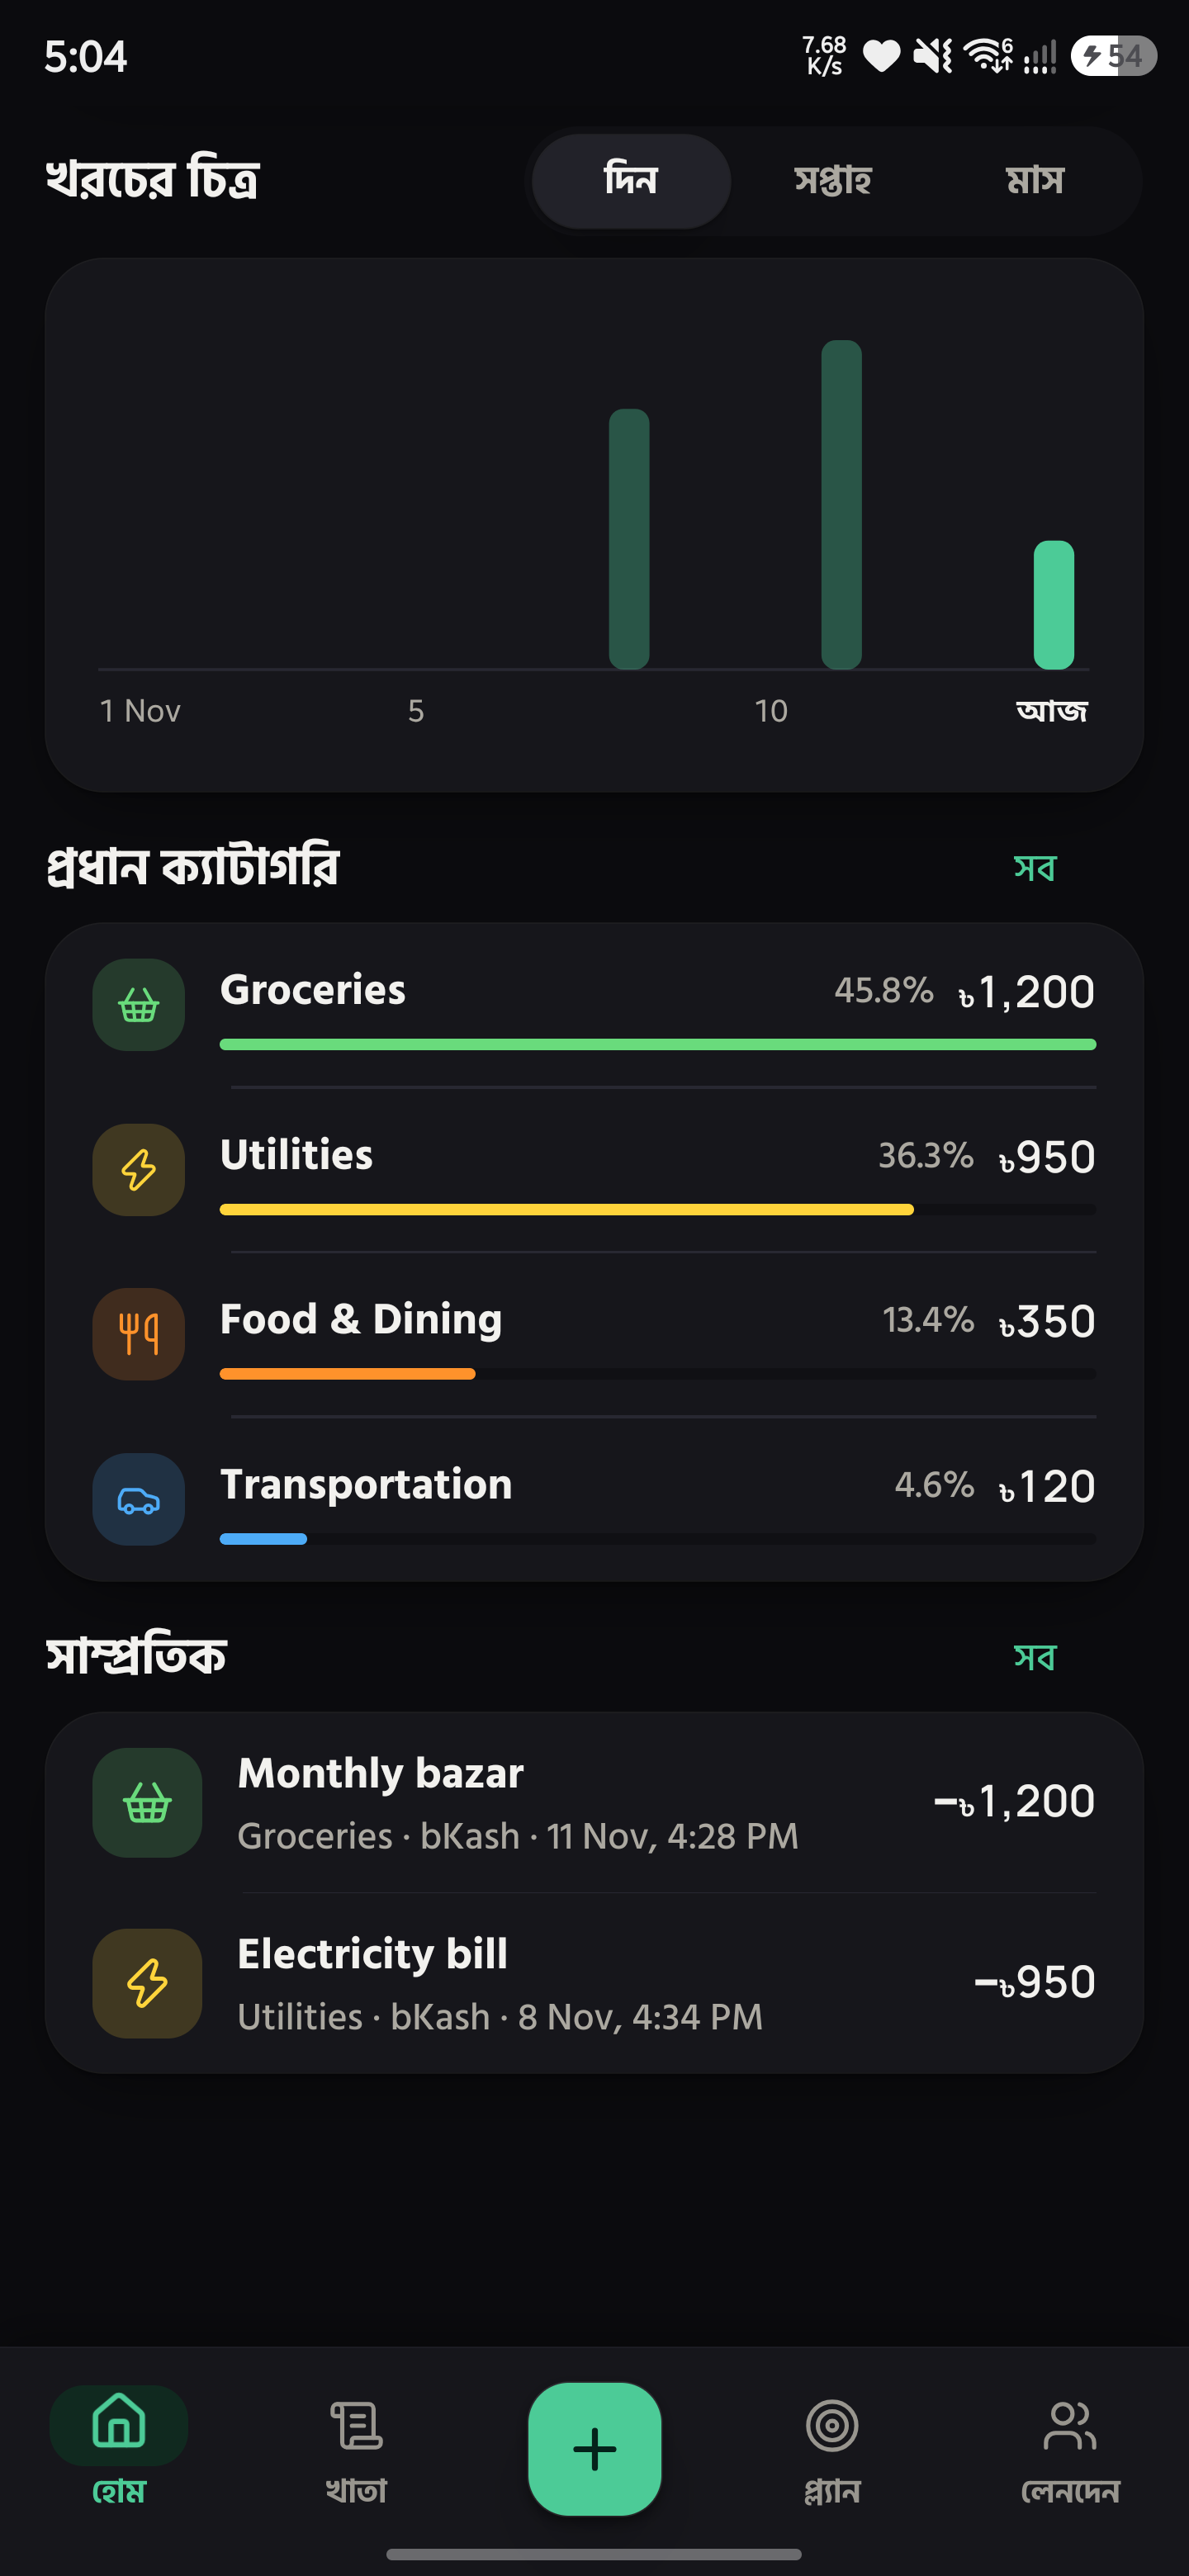 5:04
7.68 K/s
6
54
খরচের চিত্র
দিন সপ্তাহ মাস
1 Nov 5 10 আজ
প্রধান ক্যাটাগরি সব
Groceries 45.8% ৳1,200
Utilities 36.3% ৳950
Food & Dining 13.4% ৳350
Transportation 4.6% ৳120
সাম্প্রতিক সব
Monthly bazar −৳1,200
Groceries · bKash · 11 Nov, 4:28 PM
Electricity bill −৳950
Utilities · bKash · 8 Nov, 4:34 PM
হোম খাতা প্ল্যান লেনদেন